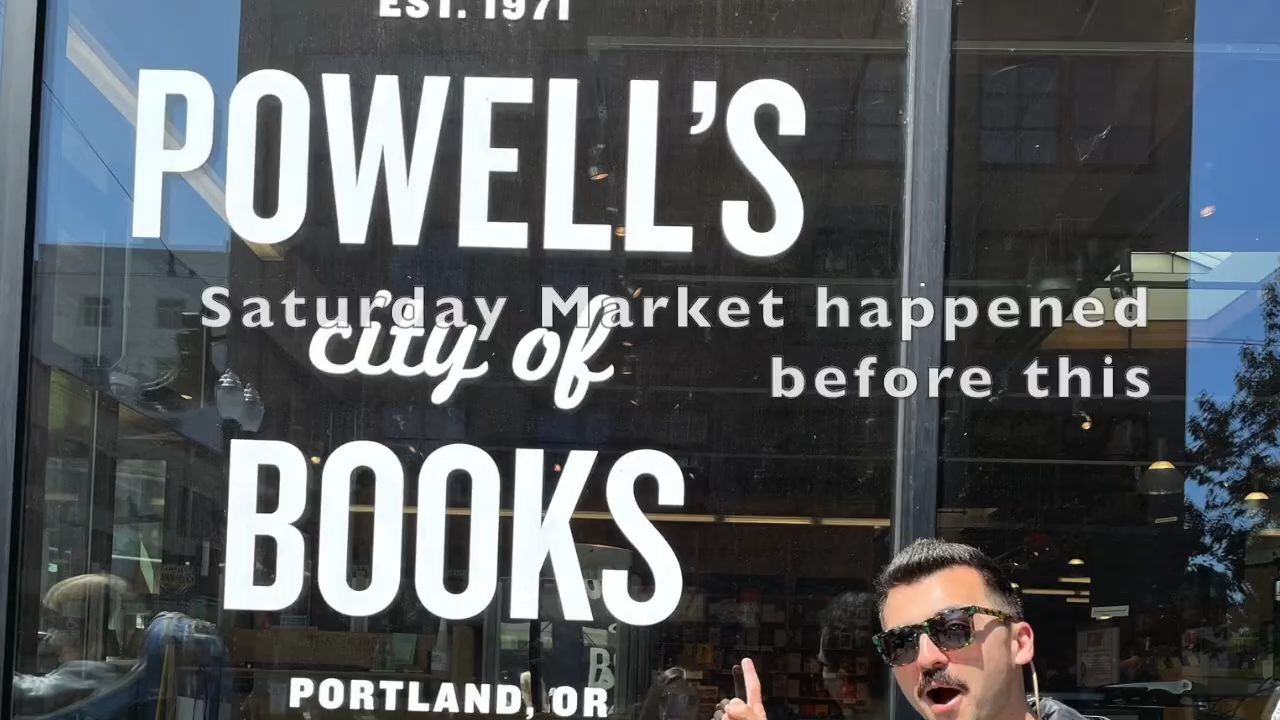 EST. 1971
POWELL'S
Saturday Market happened
city of
before this
BOOKS
PORTLAND, OR